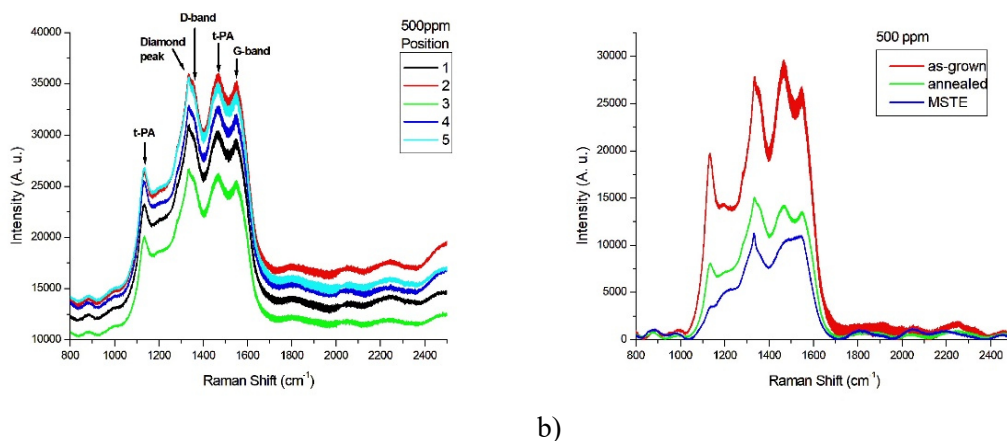 40000
35000
30000
25000
20000
15000
10000
Intensity (A. u.)
800 1000 1200 1400 1600 1800 2000 2200 2400
Raman Shift (cm-1)
D-band
Diamond
peak
t-PA
G-band
t-PA
500ppm
Position
1
2
3
4
5
30000
25000
20000
15000
10000
5000
0
Intensity (A. u.)
800 1000 1200 1400 1600 1800 2000 2200 2400
Raman Shift (cm-1)
500 ppm
as-grown
annealed
MSTE
b)